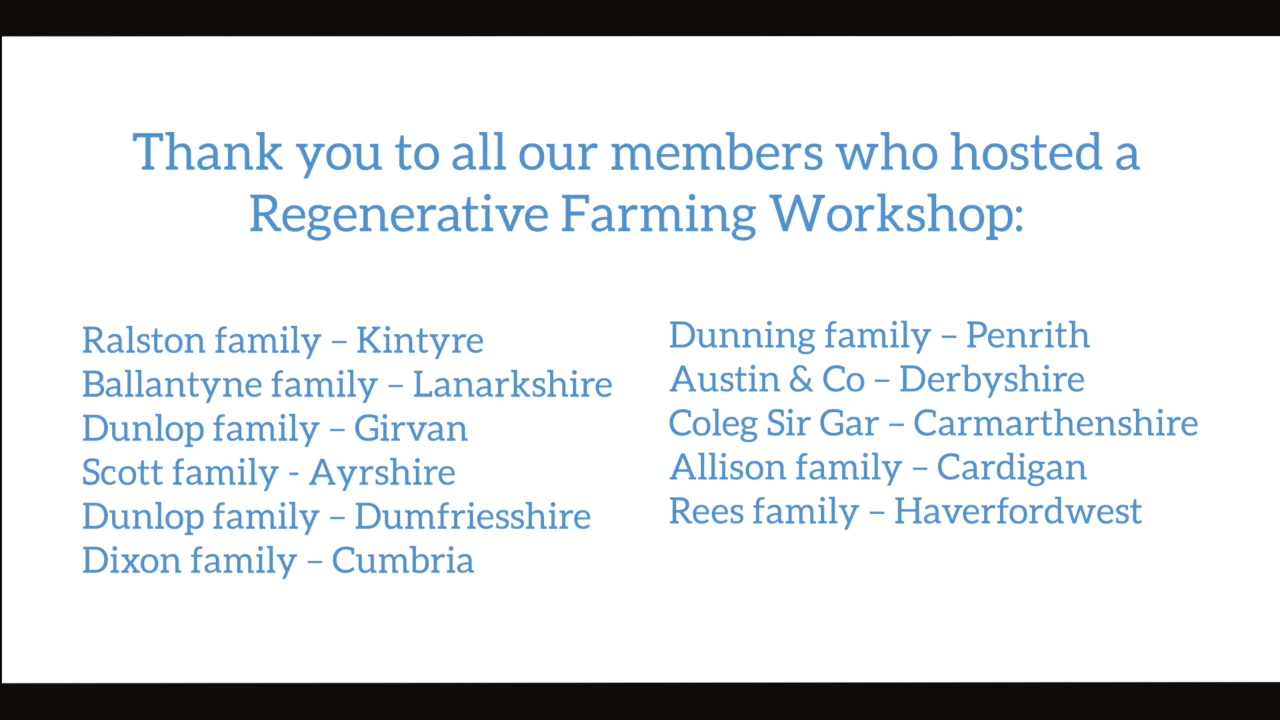 Thank you to all our members who hosted a
Regenerative Farming Workshop:
Ralston family – Kintyre
Ballantyne family – Lanarkshire
Dunlop family – Girvan
Scott family - Ayrshire
Dunlop family – Dumfriesshire
Dixon family – Cumbria
Dunning family – Penrith
Austin & Co – Derbyshire
Coleg Sir Gar – Carmarthenshire
Allison family – Cardigan
Rees family – Haverfordwest